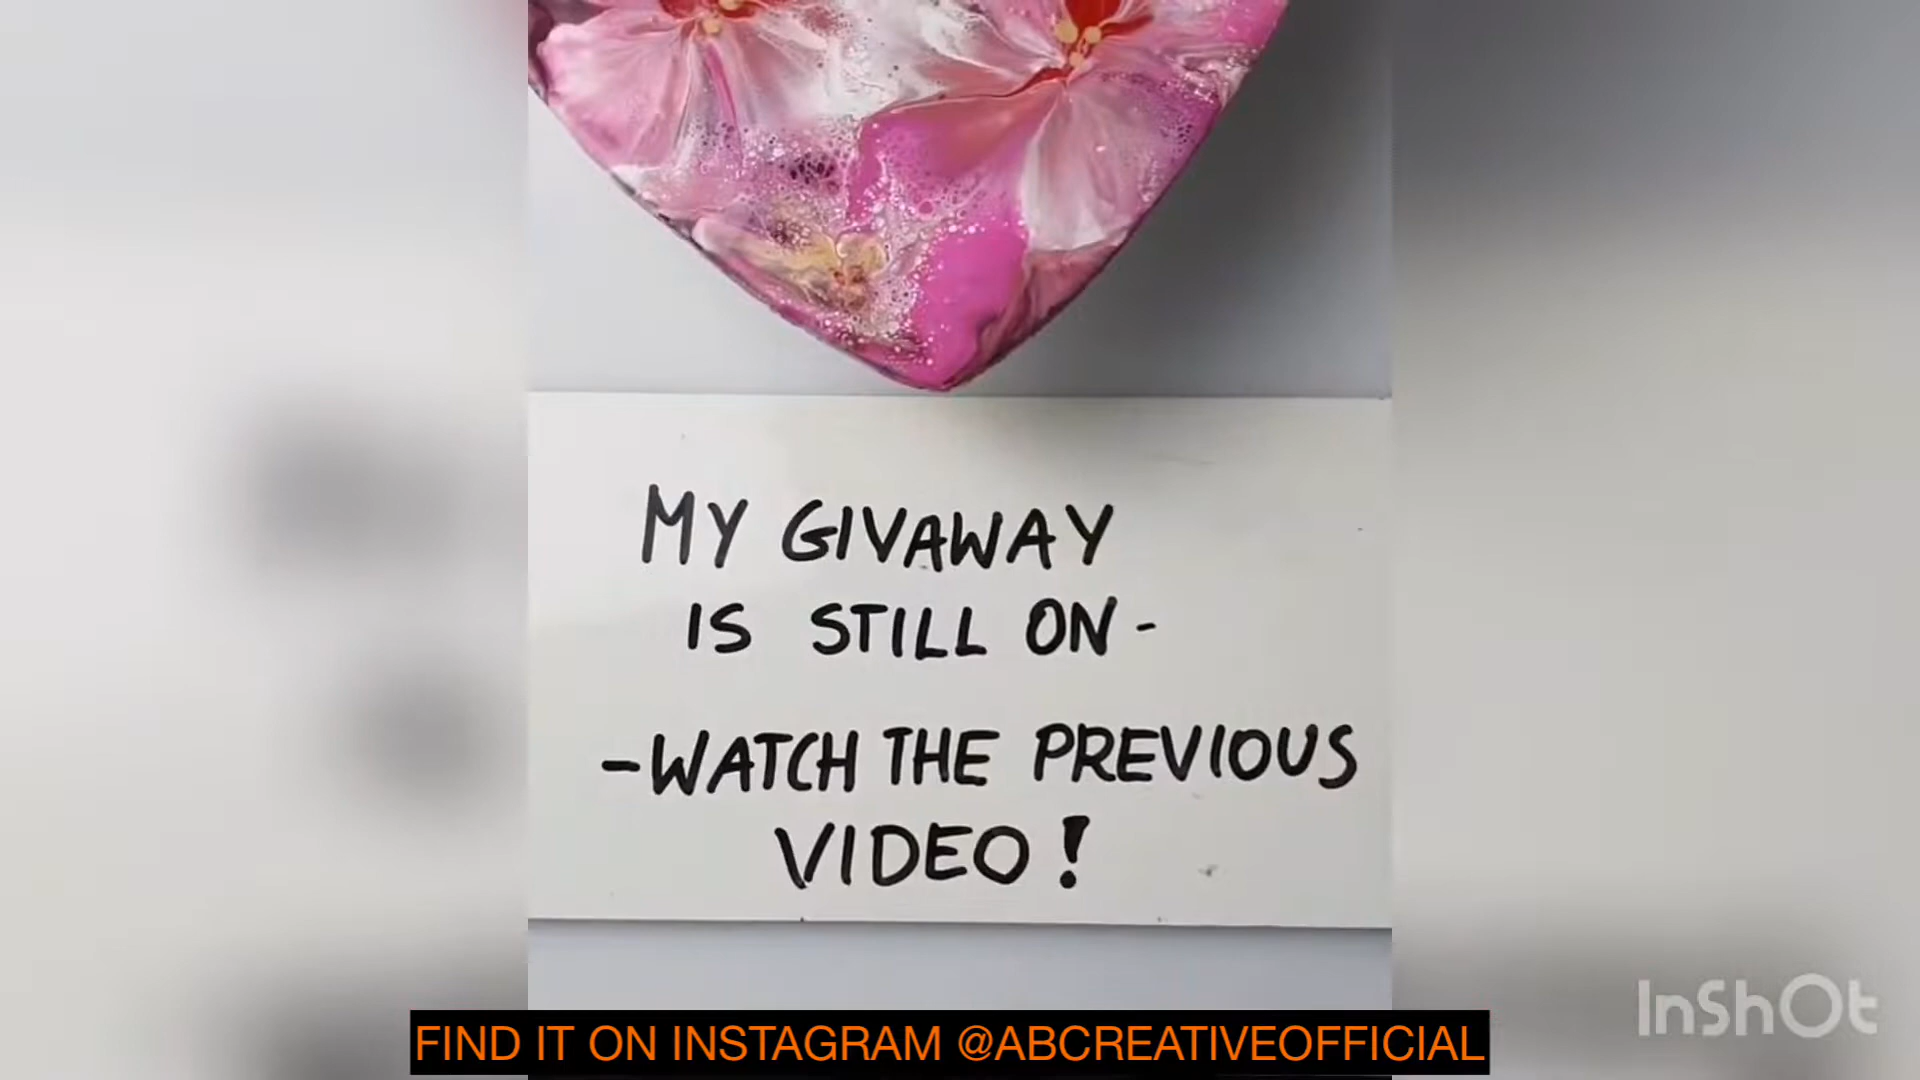 MY GIVAWAY
IS STILL ON -
- WATCH THE PREVIOUS
VIDEO!
FIND IT ON INSTAGRAM @ABCREATIVEOFFICIAL
InShOt